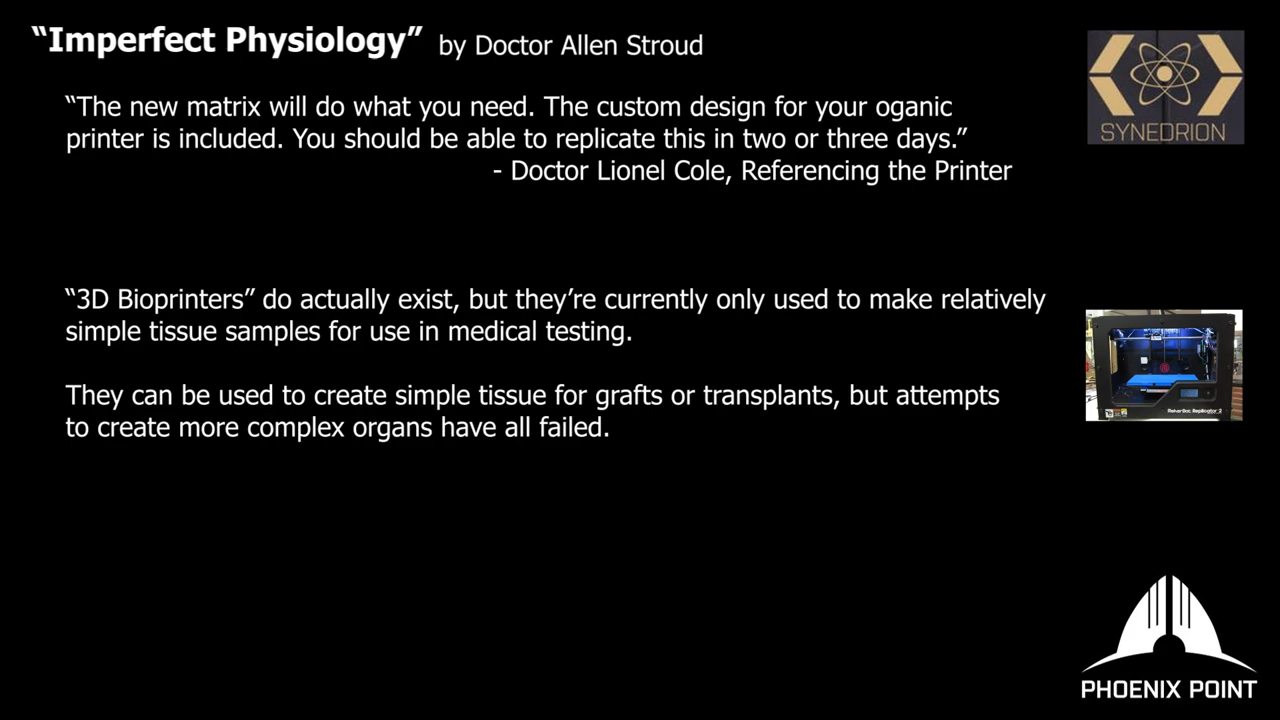 “Imperfect Physiology” by Doctor Allen Stroud
SYNEDRION
“The new matrix will do what you need. The custom design for your oganic
printer is included. You should be able to replicate this in two or three days.”
- Doctor Lionel Cole, Referencing the Printer
“3D Bioprinters” do actually exist, but they’re currently only used to make relatively
simple tissue samples for use in medical testing.
They can be used to create simple tissue for grafts or transplants, but attempts
to create more complex organs have all failed.
MakerBot Replicator 2
PHOENIX POINT